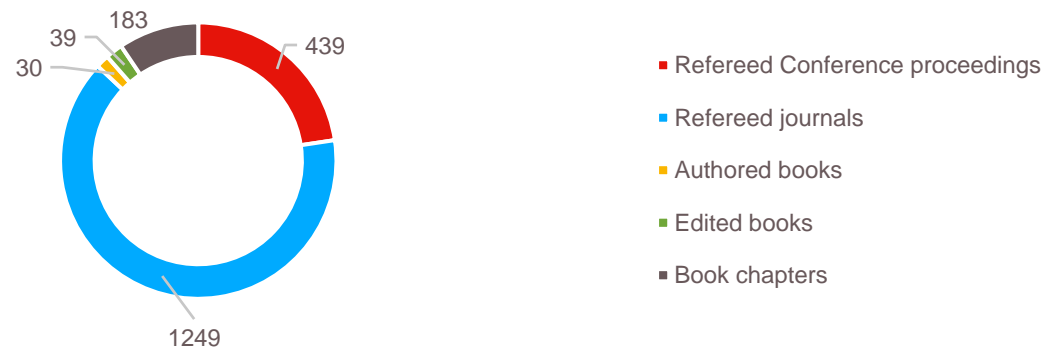 183
39
439
30
1249
Refereed Conference proceedings
Refereed journals
Authored books
Edited books
Book chapters